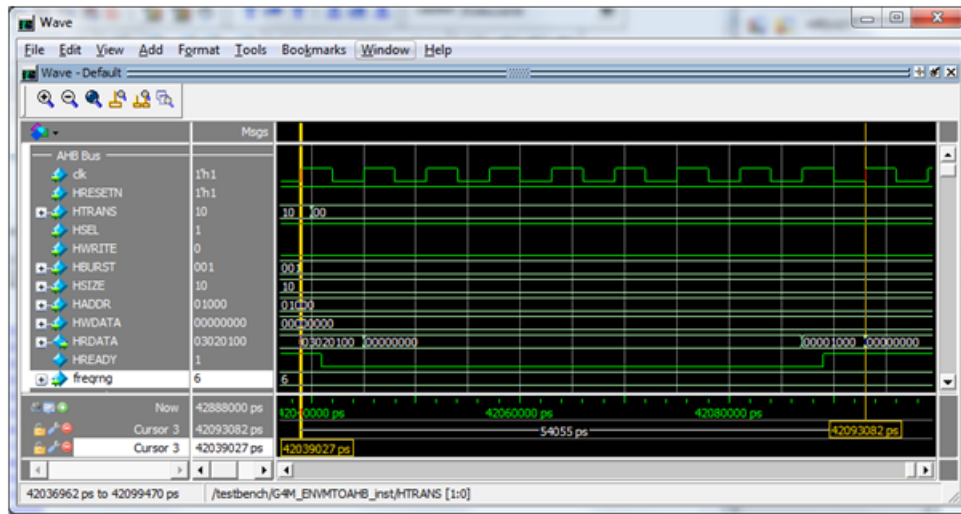 Wave
File Edit View Add Format Tools Bookmarks Window Help
Wave - Default
Msgs
AHB Bus
clk 1'h1
HRESETN 1'h1
HTRANS 10 10 00
HSEL 1
HWRITE 0
HBURST 001 001
HSIZE 10 10
HADDR 01000 01000
HWDATA 00000000 00000000
HRDATA 03020100 03020100 00000000 00001000 00000000
HREADY 1
freqrng 6 6
Now 42888000 ps 42040000 ps 42060000 ps 42080000 ps
Cursor 3 42093082 ps 54055 ps 42093082 ps
Cursor 3 42039027 ps 42039027 ps
42036962 ps to 42099470 ps /testbench/G4M_ENVMTOAHB_inst/HTRANS [1:0]